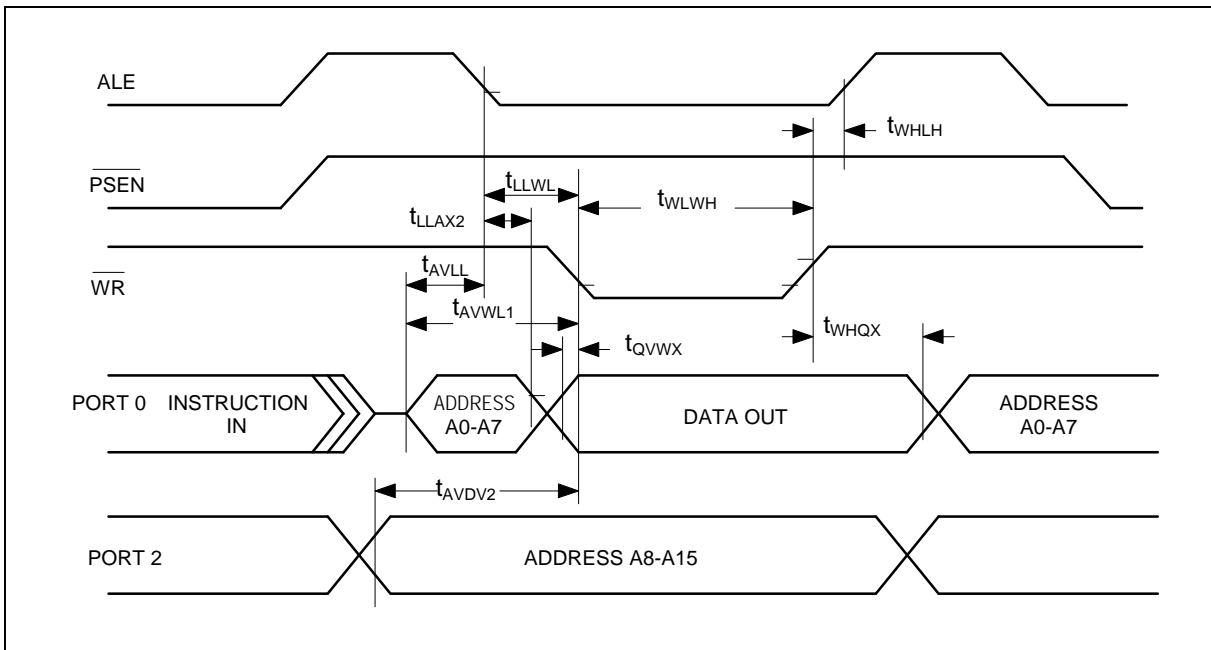 ALE
tWHLH
PSEN
tLLWL
tWLWH
tLLAX2
WR
tAVLL
tAVWL1
tWHQX
tQVWX
PORT 0
INSTRUCTION
IN
ADDRESS
A0-A7
DATA OUT
ADDRESS
A0-A7
tAVDV2
PORT 2
ADDRESS A8-A15